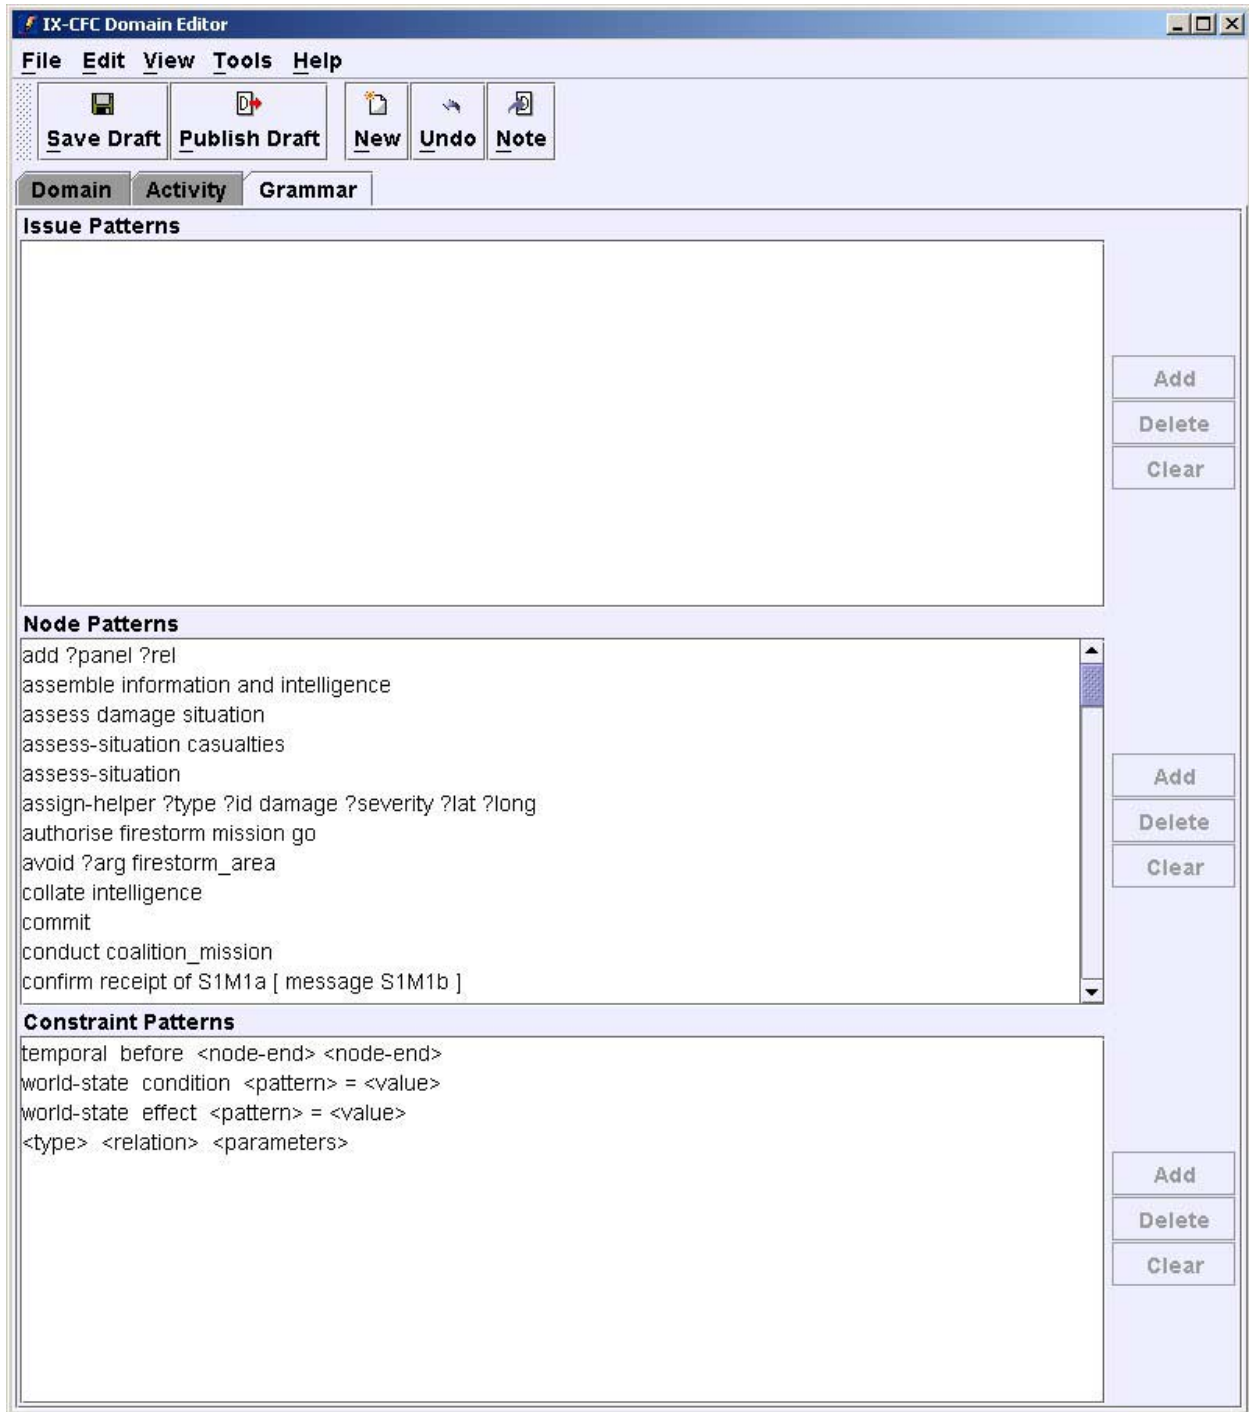 IX-CFC Domain Editor
File Edit View Tools Help
Save Draft Publish Draft New Undo Note
Domain Activity Grammar
Issue Patterns
Add
Delete
Clear
Node Patterns
add ?panel ?rel
assemble information and intelligence
assess damage situation
assess-situation casualties
assess-situation
assign-helper ?type ?id damage ?severity ?lat ?long
authorise firestorm mission go
avoid ?arg firestorm_area
collate intelligence
commit
conduct coalition_mission
confirm receipt of S1M1a [ message S1M1b ]
Add
Delete
Clear
Constraint Patterns
temporal before <node-end> <node-end>
world-state condition <pattern> = <value>
world-state effect <pattern> = <value>
<type> <relation> <parameters>
Add
Delete
Clear